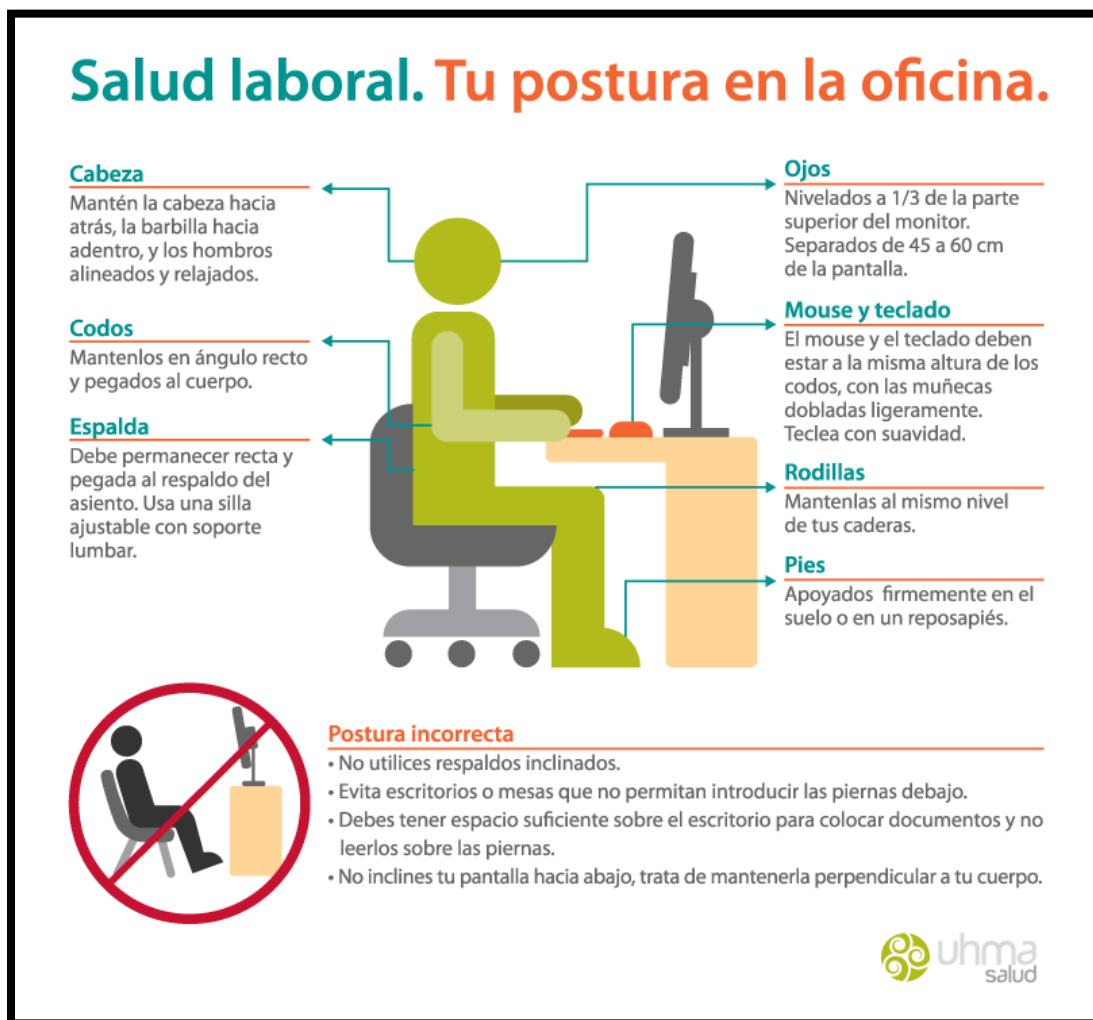 Salud laboral. Tu postura en la oficina.
Cabeza
Mantén la cabeza hacia
atrás, la barbilla hacia
adentro, y los hombros
alineados y relajados.
Codos
Mantenlos en ángulo recto
y pegados al cuerpo.
Espalda
Debe permanecer recta y
pegada al respaldo del
asiento. Usa una silla
ajustable con soporte
lumbar.
Ojos
Nivelados a 1/3 de la parte
superior del monitor.
Separados de 45 a 60 cm
de la pantalla.
Mouse y teclado
El mouse y el teclado deben
estar a la misma altura de los
codos, con las muñecas
dobladas ligeramente.
Teclea con suavidad.
Rodillas
Mantenlas al mismo nivel
de tus caderas.
Pies
Apoyados firmemente en el
suelo o en un reposapiés.
Postura incorrecta
• No utilices respaldos inclinados.
• Evita escritorios o mesas que no permitan introducir las piernas debajo.
• Debes tener espacio suficiente sobre el escritorio para colocar documentos y no
leerlos sobre las piernas.
• No inclines tu pantalla hacia abajo, trata de mantenerla perpendicular a tu cuerpo.
uhma
salud